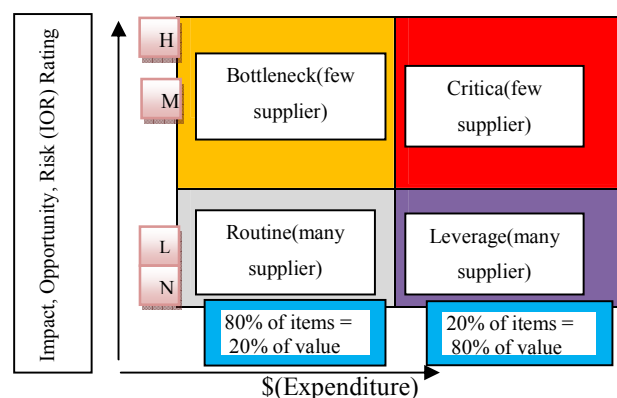 Impact, Opportunity, Risk (IOR) Rating
H
M
L
N
Bottleneck(few
supplier)
Critica(few
supplier)
Routine(many
supplier)
Leverage(many
supplier)
80% of items =
20% of value
20% of items =
80% of value
$(Expenditure)